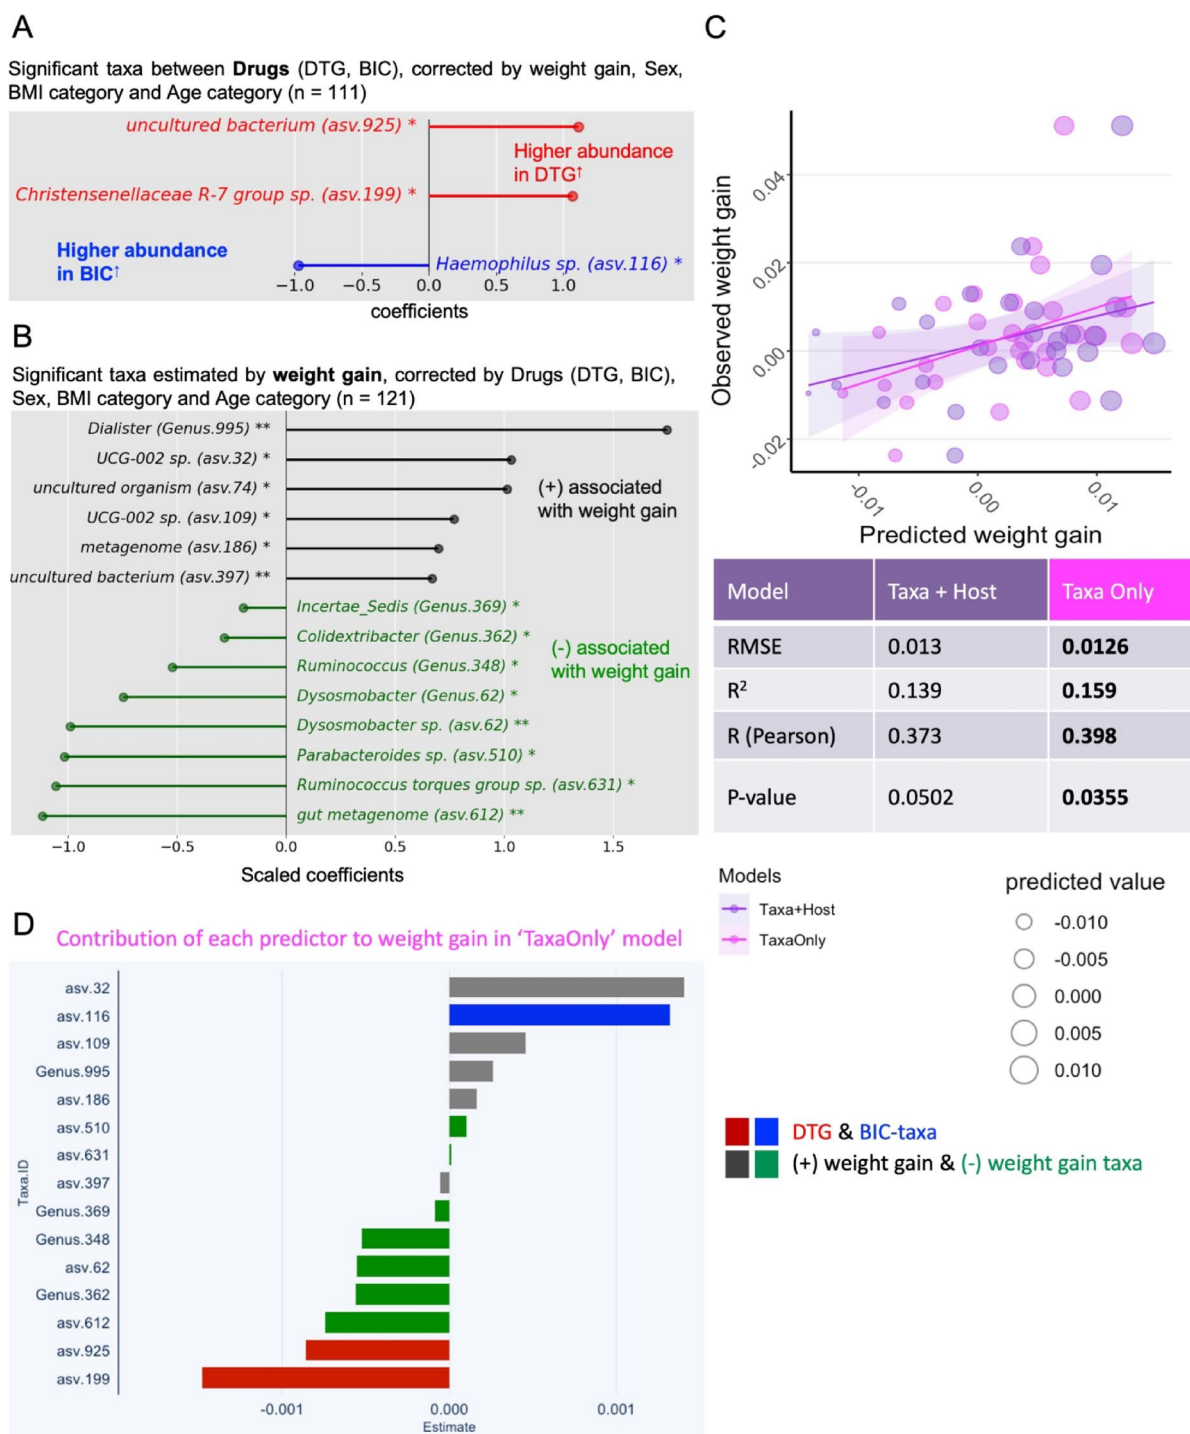 A
Significant taxa between Drugs (DTG, BIC), corrected by weight gain, Sex,
BMI category and Age category (n = 111)
uncultured bacterium (asv.925) *
Higher abundance
in DTG↑
Christensenellaceae R-7 group sp. (asv.199) *
Higher abundance
in BIC↑
Haemophilus sp. (asv.116) *
−1.0 −0.5 0.0 0.5 1.0
coefficients
B
Significant taxa estimated by weight gain, corrected by Drugs (DTG, BIC),
Sex, BMI category and Age category (n = 121)
Dialister (Genus.995) **
UCG-002 sp. (asv.32) *
uncultured organism (asv.74) *
UCG-002 sp. (asv.109) *
metagenome (asv.186) *
uncultured bacterium (asv.397) **
(+) associated
with weight gain
Incertae_Sedis (Genus.369) *
Colidextribacter (Genus.362) *
Ruminococcus (Genus.348) *
Dysosmobacter (Genus.62) *
Dysosmobacter sp. (asv.62) **
Parabacteroides sp. (asv.510) *
Ruminococcus torques group sp. (asv.631) *
gut metagenome (asv.612) **
(-) associated
with weight gain
−1.0 −0.5 0.0 0.5 1.0 1.5
Scaled coefficients
C
Observed weight gain
0.04
0.02
0.00
-0.02
-0.01 0.00 0.01
Predicted weight gain
Model Taxa + Host Taxa Only
RMSE 0.013 0.0126
R2 0.139 0.159
R (Pearson) 0.373 0.398
P-value 0.0502 0.0355
Models
Taxa+Host
TaxaOnly
predicted value
-0.010
-0.005
0.000
0.005
0.010
DTG & BIC-taxa
(+) weight gain & (-) weight gain taxa
D
Contribution of each predictor to weight gain in ‘TaxaOnly’ model
Taxa.ID
asv.32
asv.116
asv.109
Genus.995
asv.186
asv.510
asv.631
asv.397
Genus.369
Genus.348
asv.62
Genus.362
asv.612
asv.925
asv.199
-0.001 0.000 0.001
Estimate